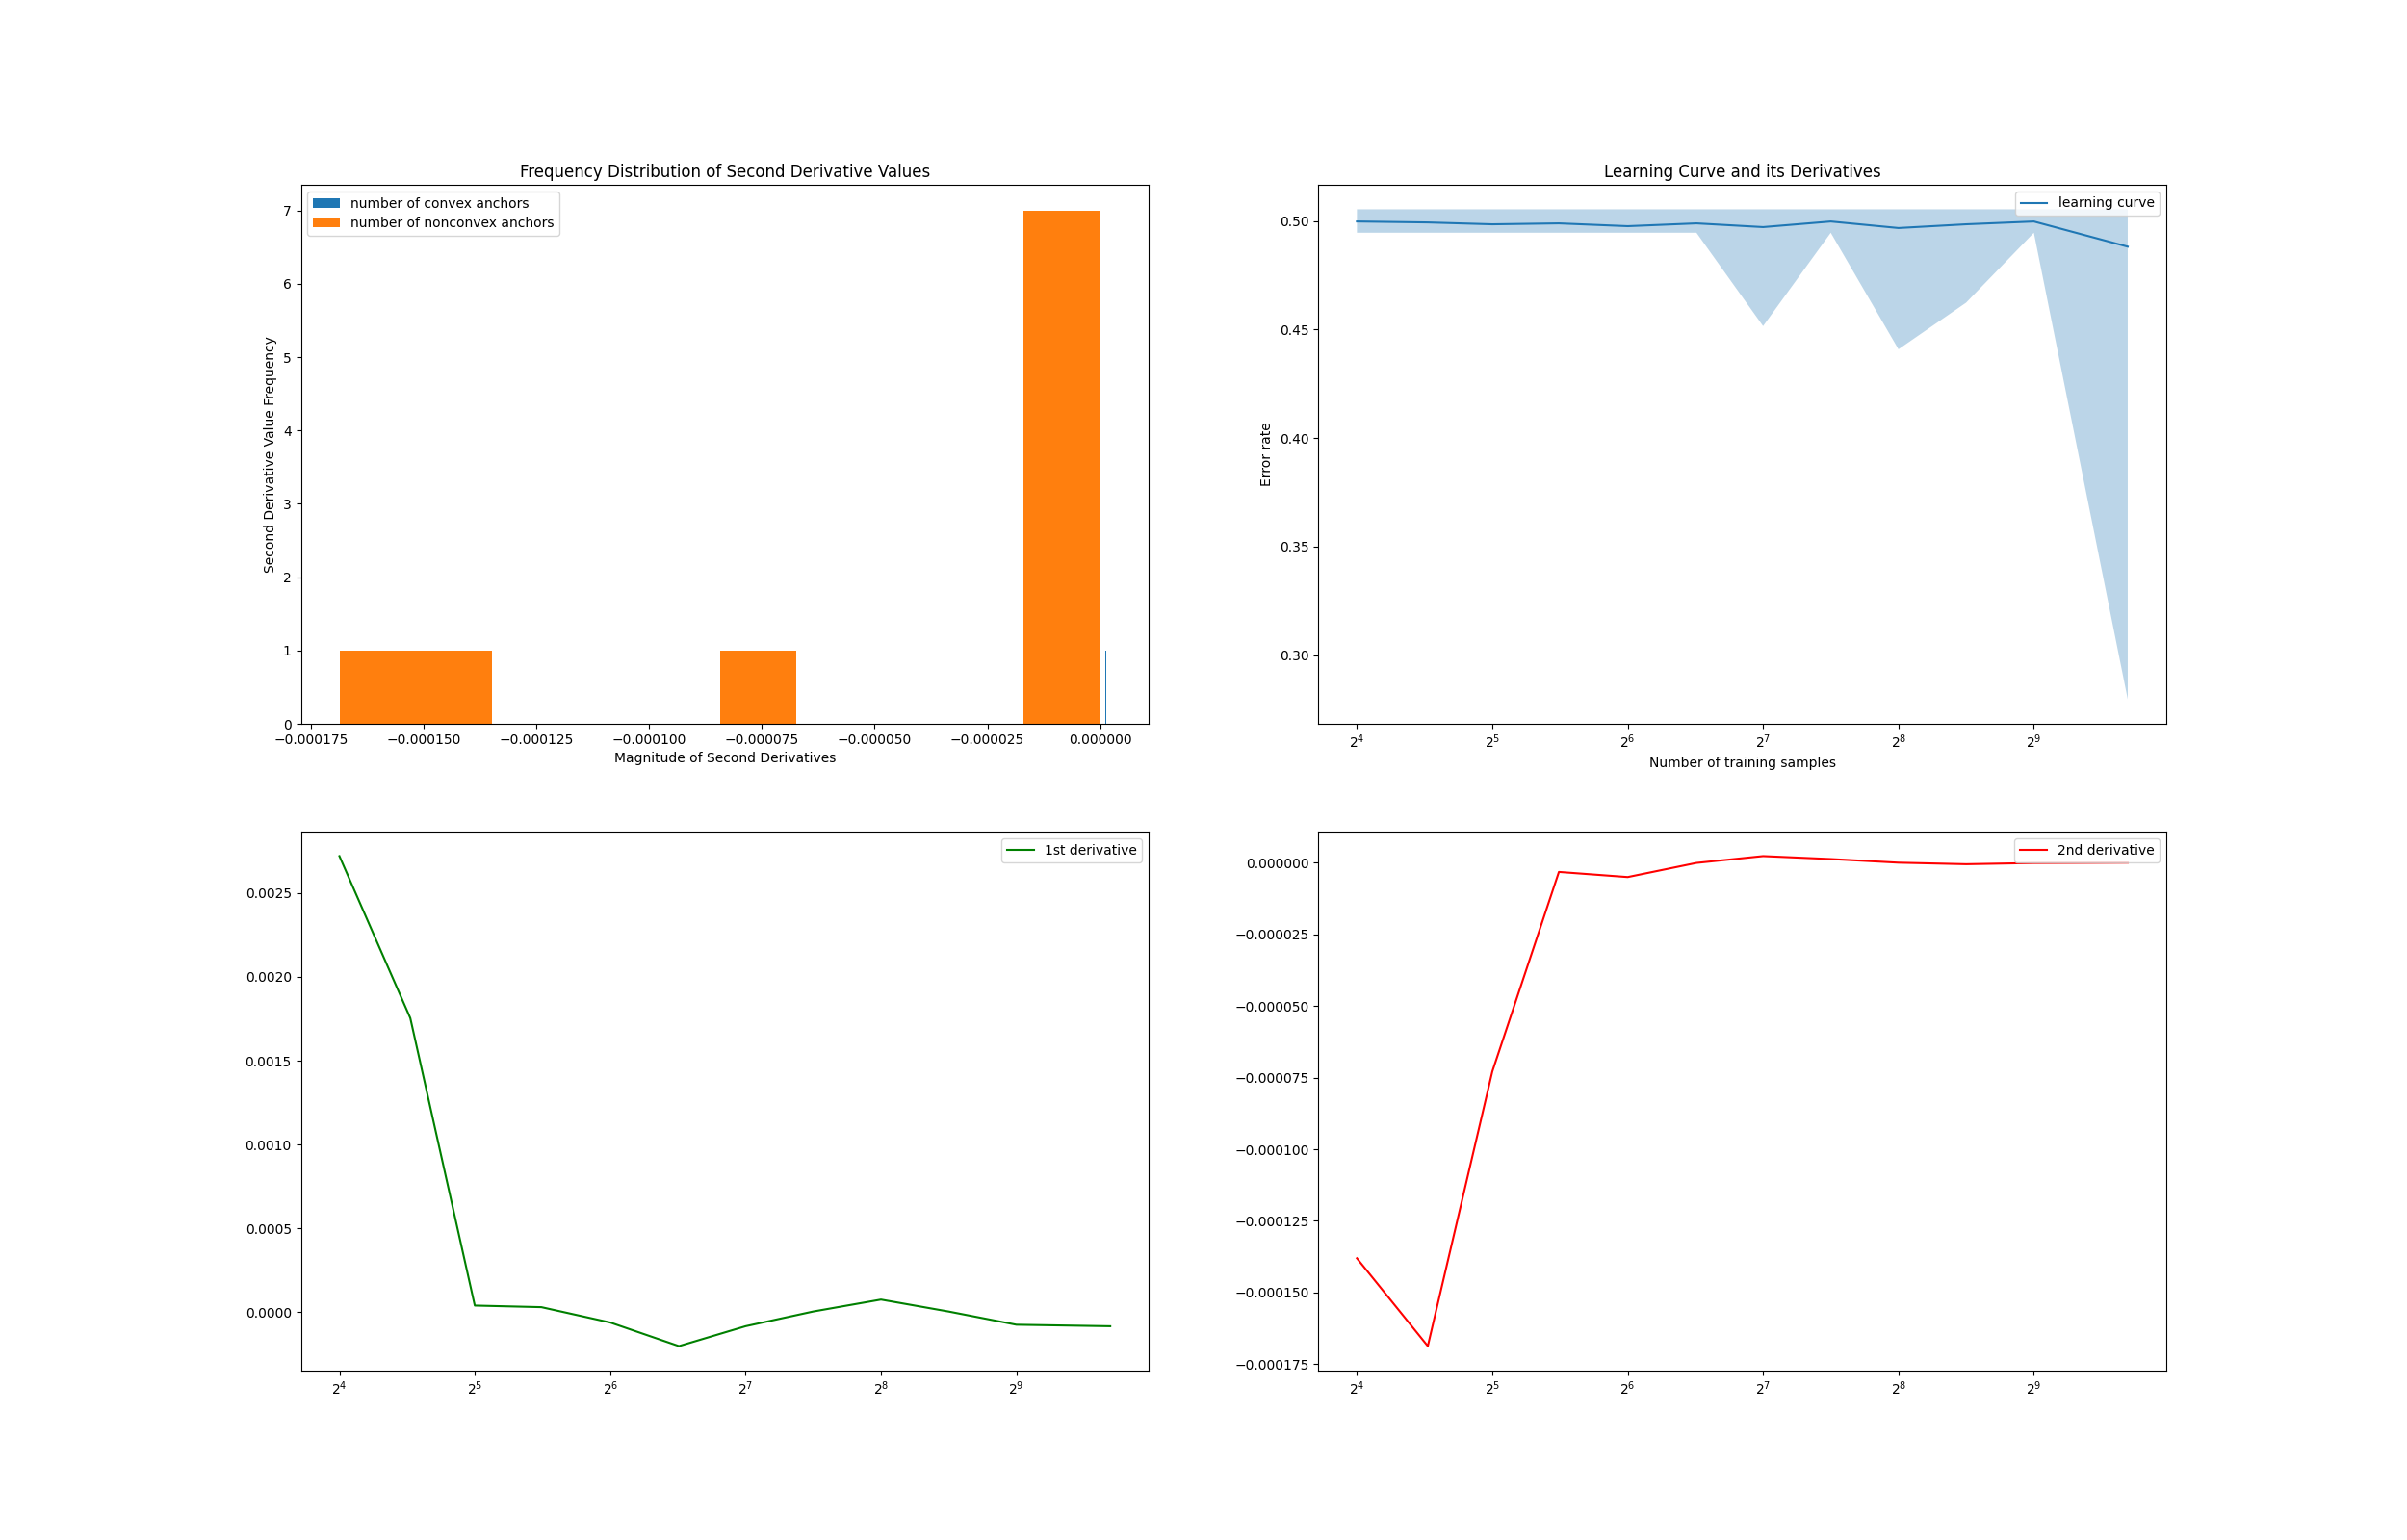 Frequency Distribution of Second Derivative Values
number of convex anchors
number of nonconvex anchors
7
6
5
4
3
2
1
0
Second Derivative Value Frequency
−0.000175 −0.000150 −0.000125 −0.000100 −0.000075 −0.000050 −0.000025 0.000000
Magnitude of Second Derivatives
Learning Curve and its Derivatives
learning curve
0.50
0.45
0.40
0.35
0.30
Error rate
2⁴ 2⁵ 2⁶ 2⁷ 2⁸ 2⁹
Number of training samples
1st derivative
0.0025
0.0020
0.0015
0.0010
0.0005
0.0000
2⁴ 2⁵ 2⁶ 2⁷ 2⁸ 2⁹
2nd derivative
0.000000
−0.000025
−0.000050
−0.000075
−0.000100
−0.000125
−0.000150
−0.000175
2⁴ 2⁵ 2⁶ 2⁷ 2⁸ 2⁹